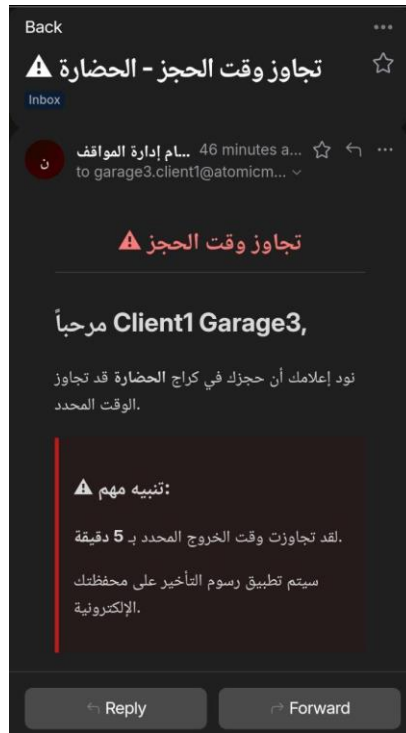 Back
تجاوز وقت الحجز - الحضارة ⚠
Inbox
ن
...ام إدارة المواقف 46 minutes a...
to garage3.client1@atomicm...
تجاوز وقت الحجز ⚠
مرحباً Client1 Garage3,
نود إعلامك أن حجزك في كراج الحضارة قد تجاوز
الوقت المحدد.
تنبيه مهم ⚠:
لقد تجاوزت وقت الخروج المحدد بـ 5 دقيقة.
سيتم تطبيق رسوم التأخير على محفظتك
الإلكترونية.
Reply
Forward